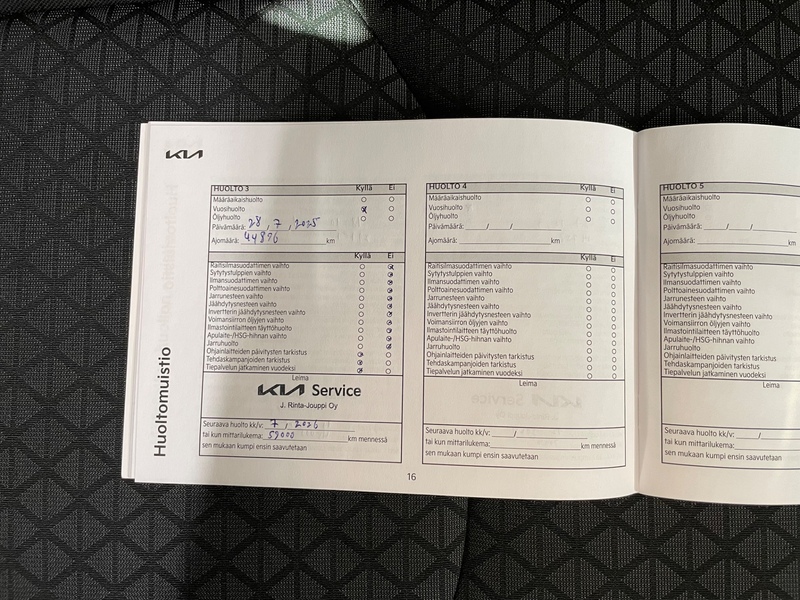 KIA
HUOLTO 3 Kyllä Ei
Määräaikaishuolto
Vuosihuolto
Öljyhuolto
Päivämäärä: 28 , 7 , 2025
Ajomäärä: 44876 km
Kyllä Ei
Raitisilmasuodattimen vaihto
Sytytystulppien vaihto
Ilmansuodattimen vaihto
Polttoainesuodattimen vaihto
Jarrunesteen vaihto
Jäähdytysnesteen vaihto
Invertterin jäähdytysnesteen vaihto
Voimansiirron öljyjen vaihto
Ilmastointilaitteen täyttöhuolto
Apulaite-/HSG-hihnan vaihto
Jarruhuolto
Ohjainlaitteiden päivitysten tarkistus
Tehdaskampanjoiden tarkistus
Tiepalvelun jatkaminen vuodeksi
Leima
KIA Service
J. Rinta-Jouppi Oy
Seuraava huolto kk/v: 7 , 2026
tai kun mittarilukema: 59000 km mennessä
sen mukaan kumpi ensin saavutetaan
HUOLTO 4 Kyllä Ei
Määräaikaishuolto
Vuosihuolto
Öljyhuolto
Päivämäärä: / /
Ajomäärä: km
Kyllä Ei
Raitisilmasuodattimen vaihto
Sytytystulppien vaihto
Ilmansuodattimen vaihto
Polttoainesuodattimen vaihto
Jarrunesteen vaihto
Jäähdytysnesteen vaihto
Invertterin jäähdytysnesteen vaihto
Voimansiirron öljyjen vaihto
Ilmastointilaitteen täyttöhuolto
Apulaite-/HSG-hihnan vaihto
Jarruhuolto
Ohjainlaitteiden päivitysten tarkistus
Tehdaskampanjoiden tarkistus
Tiepalvelun jatkaminen vuodeksi
Leima
Seuraava huolto kk/v: /
tai kun mittarilukema: km mennessä
sen mukaan kumpi ensin saavutetaan
HUOLTO 5
Määräaikaishuolto
Vuosihuolto
Öljyhuolto
Päivämäärä: / /
Ajomäärä:
Raitisilmasuodattimen vaihto
Sytytystulppien vaihto
Ilmansuodattimen vaihto
Polttoainesuodattimen vaihto
Jarrunesteen vaihto
Jäähdytysnesteen vaihto
Invertterin jäähdytysnesteen vaihto
Voimansiirron öljyjen vaihto
Ilmastointilaitteen täyttöhuolto
Apulaite-/HSG-hihnan vaihto
Jarruhuolto
Ohjainlaitteiden päivitysten tarkistus
Tehdaskampanjoiden tarkistus
Tiepalvelun jatkaminen vuodeksi
Leima
Seuraava huolto kk/v: /
tai kun mittarilukema:
sen mukaan kumpi ensin saavutetaan
Huoltomuistio
16